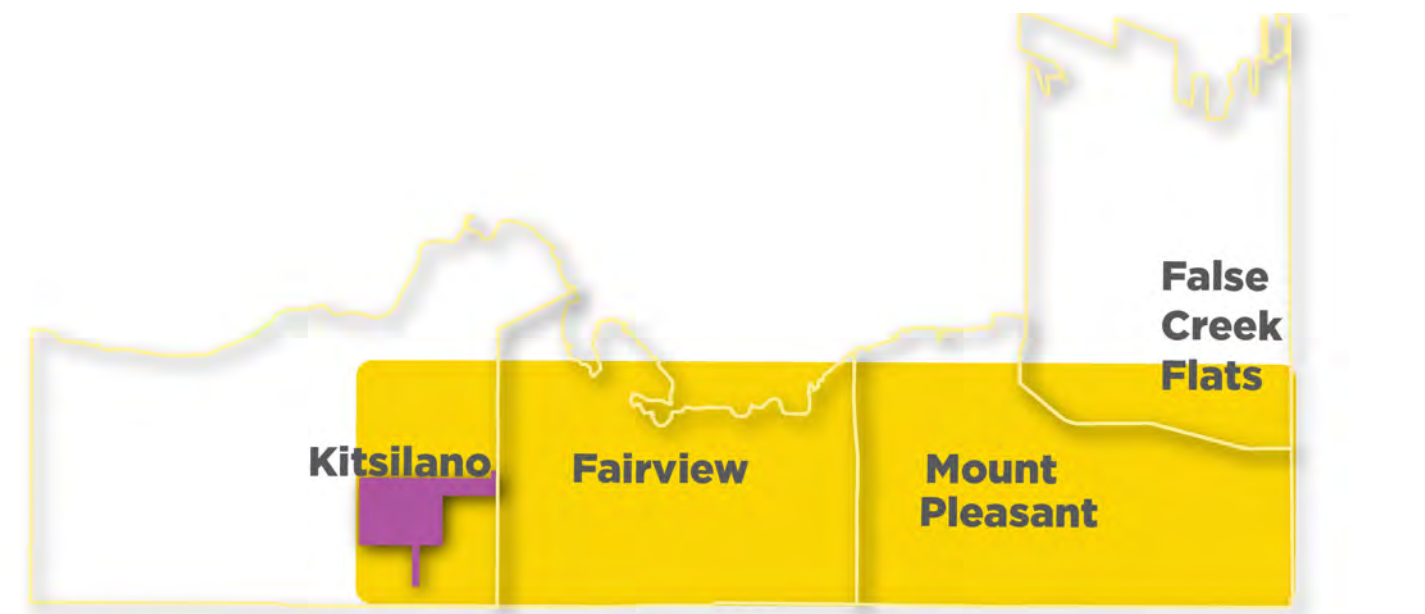 False
Creek
Flats
Kitsilano
Fairview
Mount
Pleasant